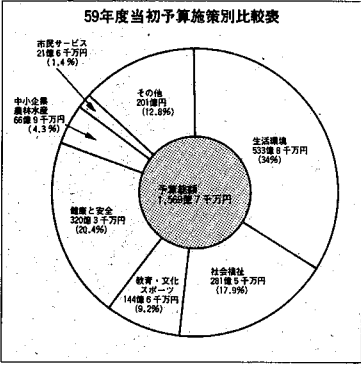 59年度当初予算施策別比較表
市民サービス
21億6千万円
(1.4%)
その他
201億円
(12.8%)
中小企業
農林水産
66億9千万円
(4.3%)
生活環境
533億8千万円
(34%)
予算総額
1,569億7千万円
健康と安全
320億3千万円
(20.4%)
社会福祉
281億5千万円
(17.9%)
教育・文化
スポーツ
144億6千万円
(9.2%)